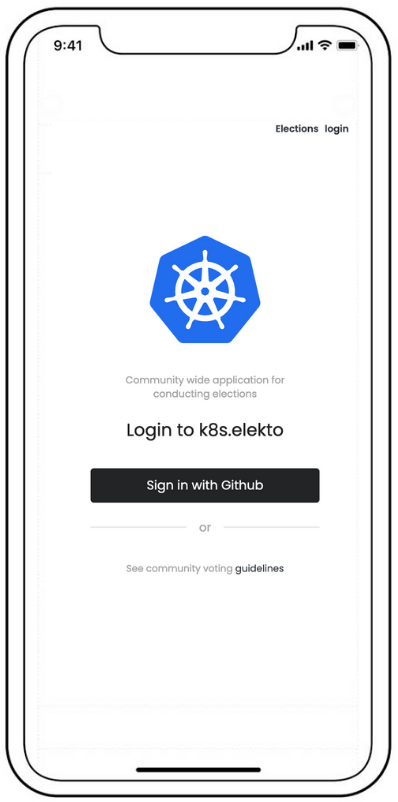 9:41
Elections login
Community wide application for
conducting elections
Login to k8s.elekto
Sign in with Github
or
See community voting guidelines